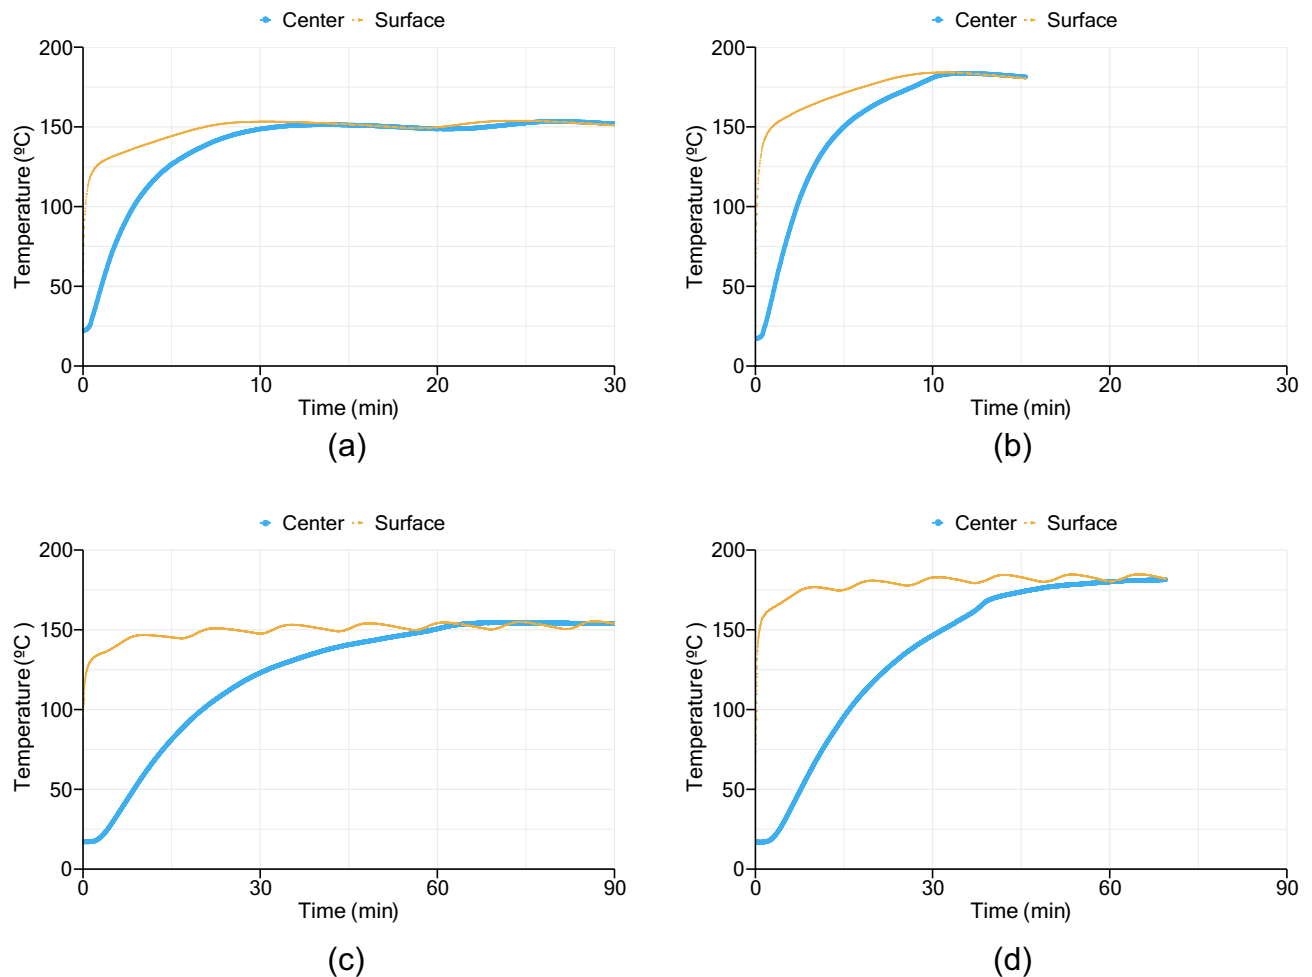 Center Surface
Center Surface
200
150
100
50
0
Temperature (ºC)
0 10 20 30
Time (min)
(a)
200
150
100
50
0
Temperature (ºC)
0 10 20 30
Time (min)
(b)
Center Surface
Center Surface
200
150
100
50
0
Temperature (ºC )
0 30 60 90
Time (min)
(c)
200
150
100
50
0
Temperature (ºC )
0 30 60 90
Time (min)
(d)